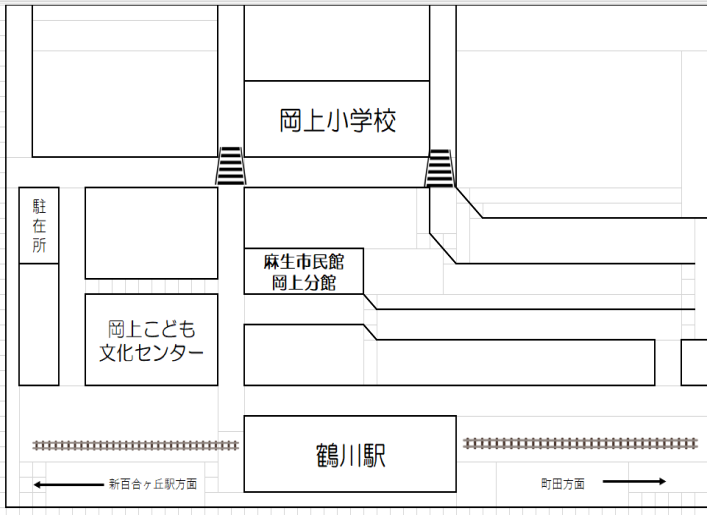 岡上小学校
駐在所
麻生市民館
岡上分館
岡上こども
文化センター
鶴川駅
新百合ヶ丘駅方面
町田方面